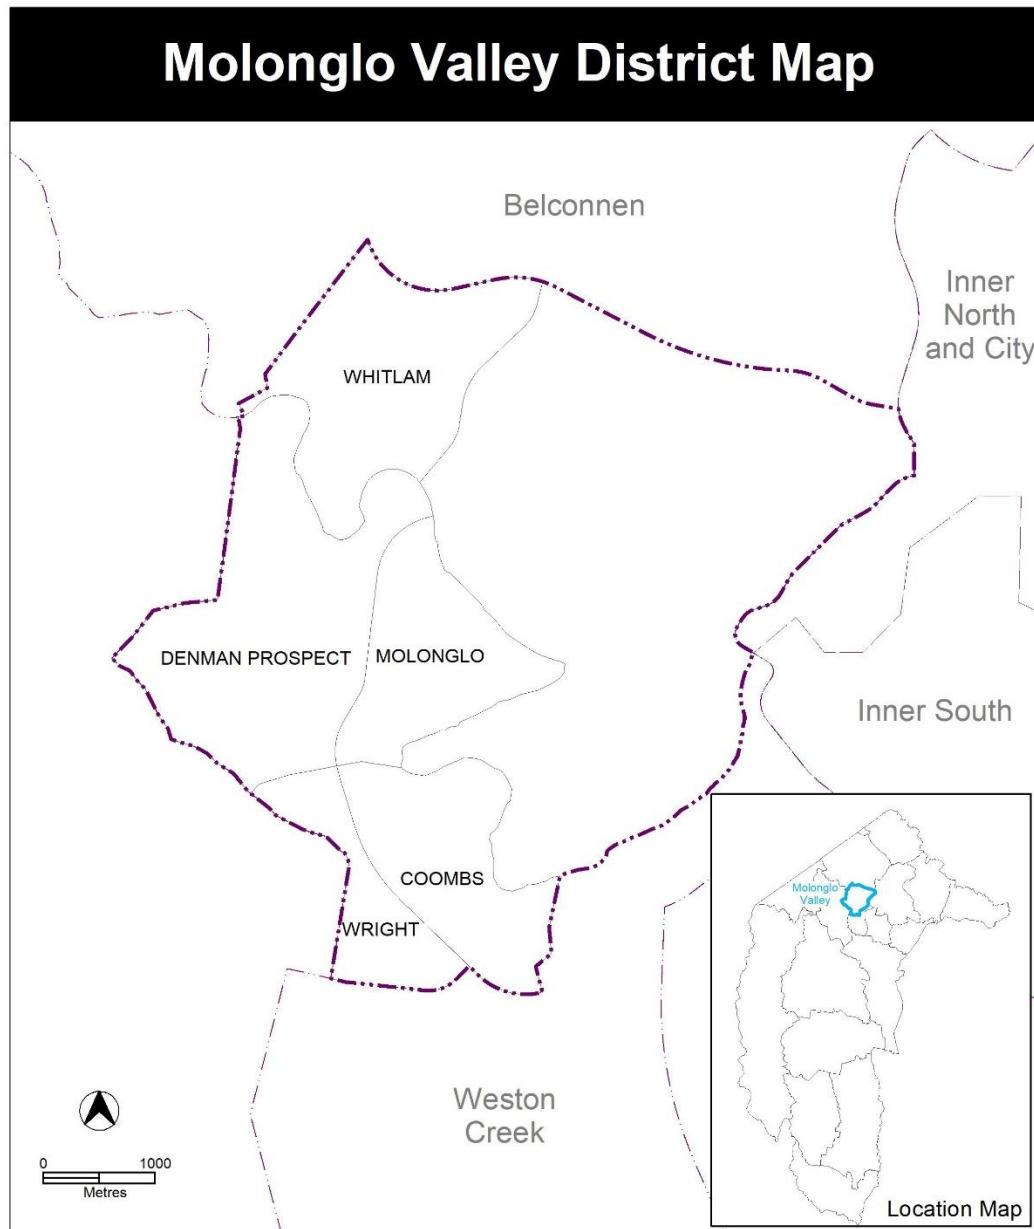 Molonglo Valley District Map
Belconnen
Inner
North
and City
WHITLAM
DENMAN PROSPECT
MOLONGLO
Inner South
COOMBS
WRIGHT
Weston
Creek
0 1000
Metres
Molonglo
Valley
Location Map